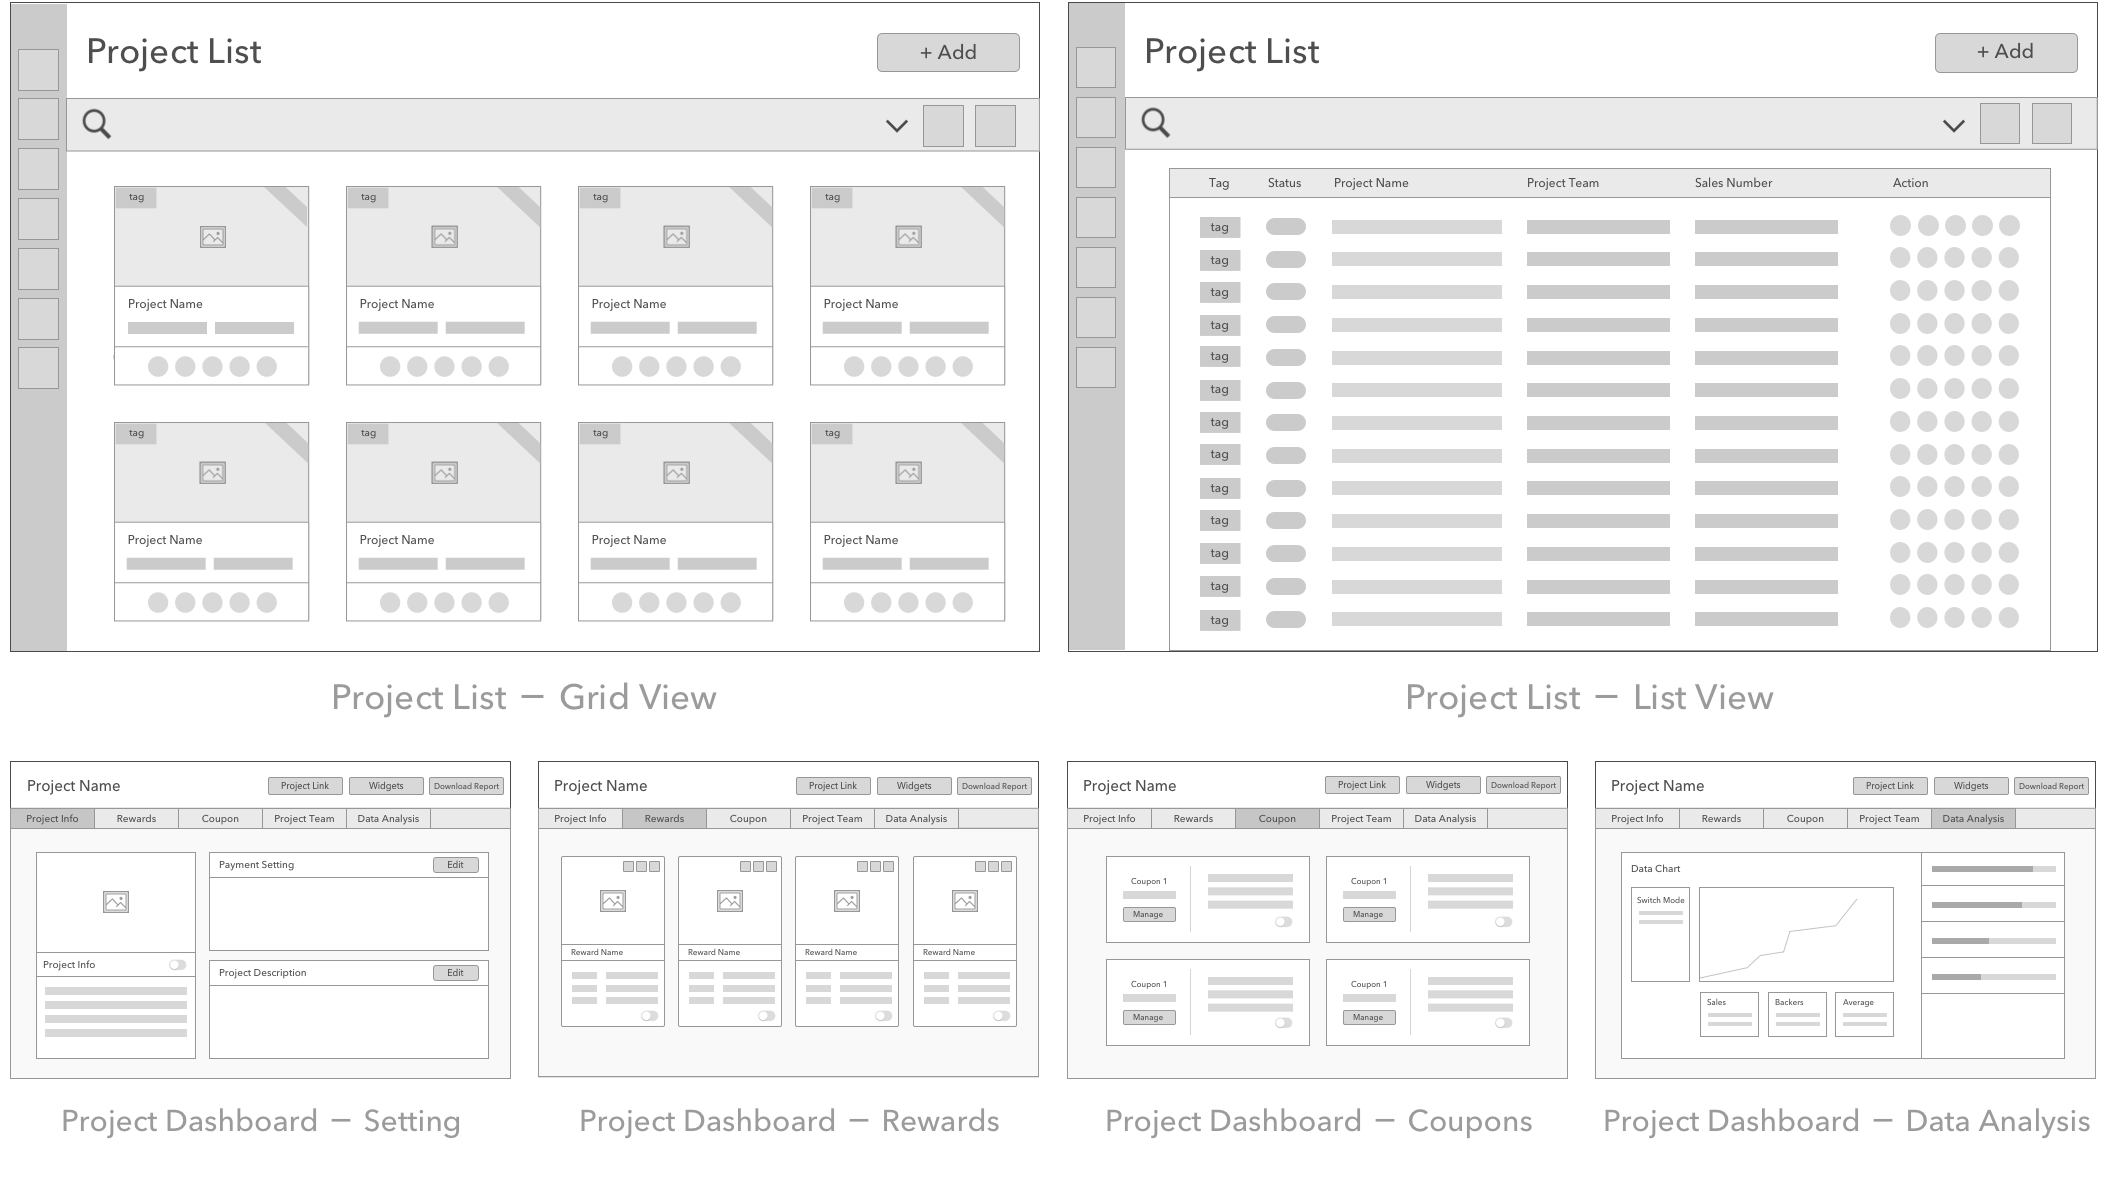 Project List
+ Add
tag tag tag tag
Project Name Project Name Project Name Project Name
tag tag tag tag
Project Name Project Name Project Name Project Name
Project List – Grid View
Project List
+ Add
Tag Status Project Name Project Team Sales Number Action
tag
tag
tag
tag
tag
tag
tag
tag
tag
tag
tag
tag
tag
Project List – List View
Project Name Project Link Widgets Download Report
Project Info Rewards Coupon Project Team Data Analysis
Payment Setting Edit
Project Info
Project Description Edit
Project Dashboard – Setting
Project Name Project Link Widgets Download Report
Project Info Rewards Coupon Project Team Data Analysis
Reward Name Reward Name Reward Name Reward Name
Project Dashboard – Rewards
Project Name Project Link Widgets Download Report
Project Info Rewards Coupon Project Team Data Analysis
Coupon 1 Coupon 1
Manage Manage
Coupon 1 Coupon 1
Manage Manage
Project Dashboard – Coupons
Project Name Project Link Widgets Download Report
Project Info Rewards Coupon Project Team Data Analysis
Data Chart
Switch Mode
Sales Backers Average
Project Dashboard – Data Analysis